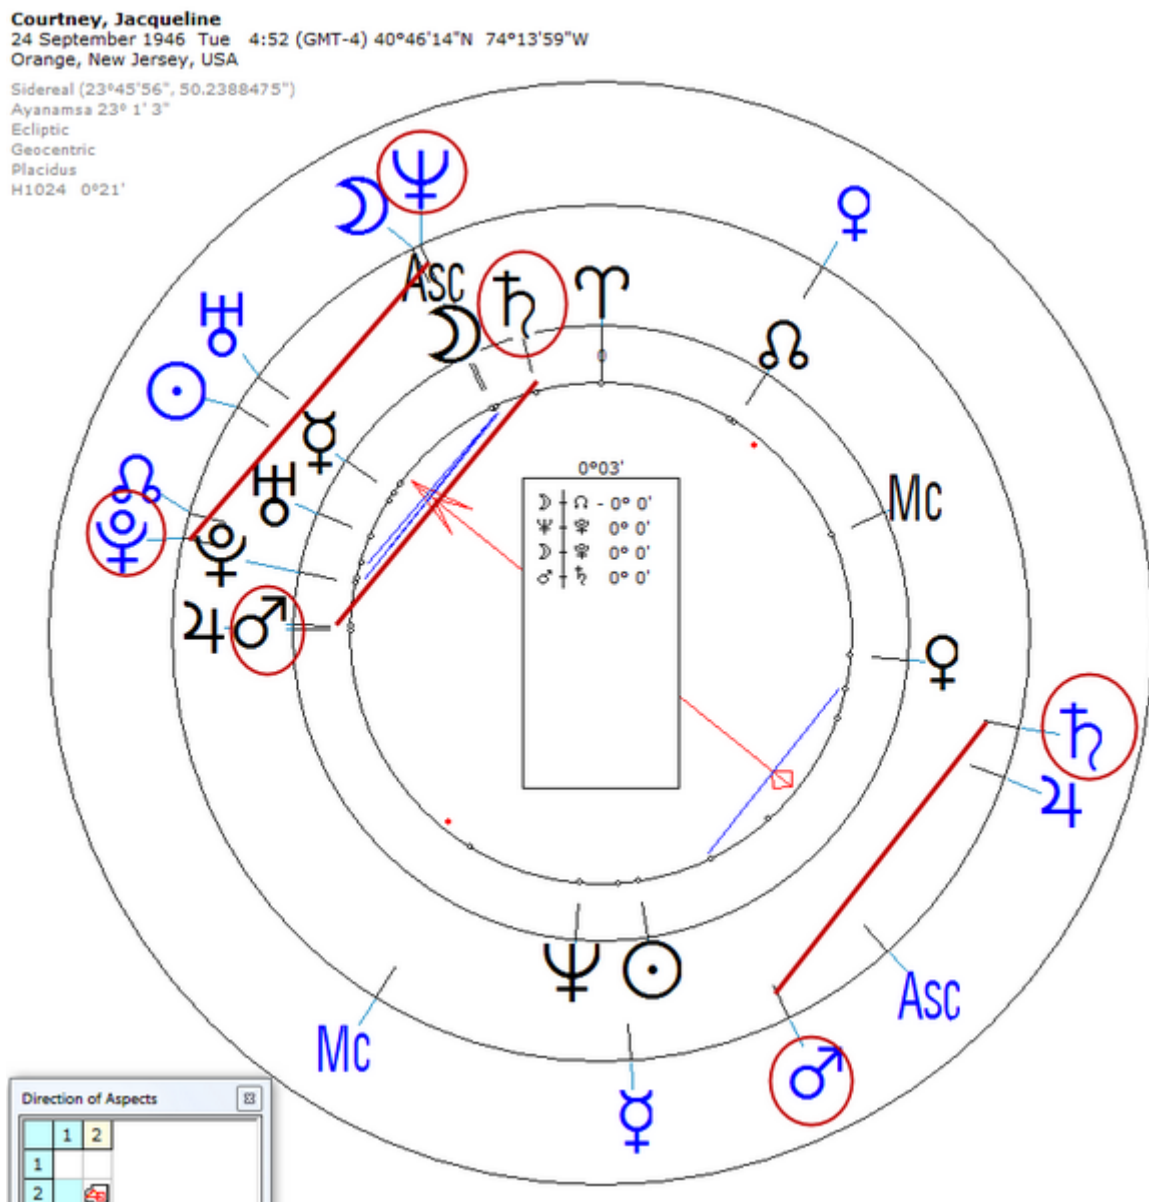 Courtney, Jacqueline
24 September 1946 Tue 4:52 (GMT-4) 40°46'14"N 74°13'59"W
Orange, New Jersey, USA
Sidereal (23°45'56", 50.2388475")
Ayanamsa 23° 1' 3"
Ecliptic
Geocentric
Placidus
H1024 0°21'
♆
☽
♀
Asc
♄
♈
♅
☽
☊
0
☉
☿
0°03'
☊
♅
Mc
☽ ☊ - 0° 0'
♆ ♇ 0° 0'
☽ ♇ 0° 0'
♂ ♄ 0° 0'
♇
♇
♃ ♂
♀
♄
♃
♆ ☉
Asc
Mc
♂
☿
Direction of Aspects
1 2
1
2